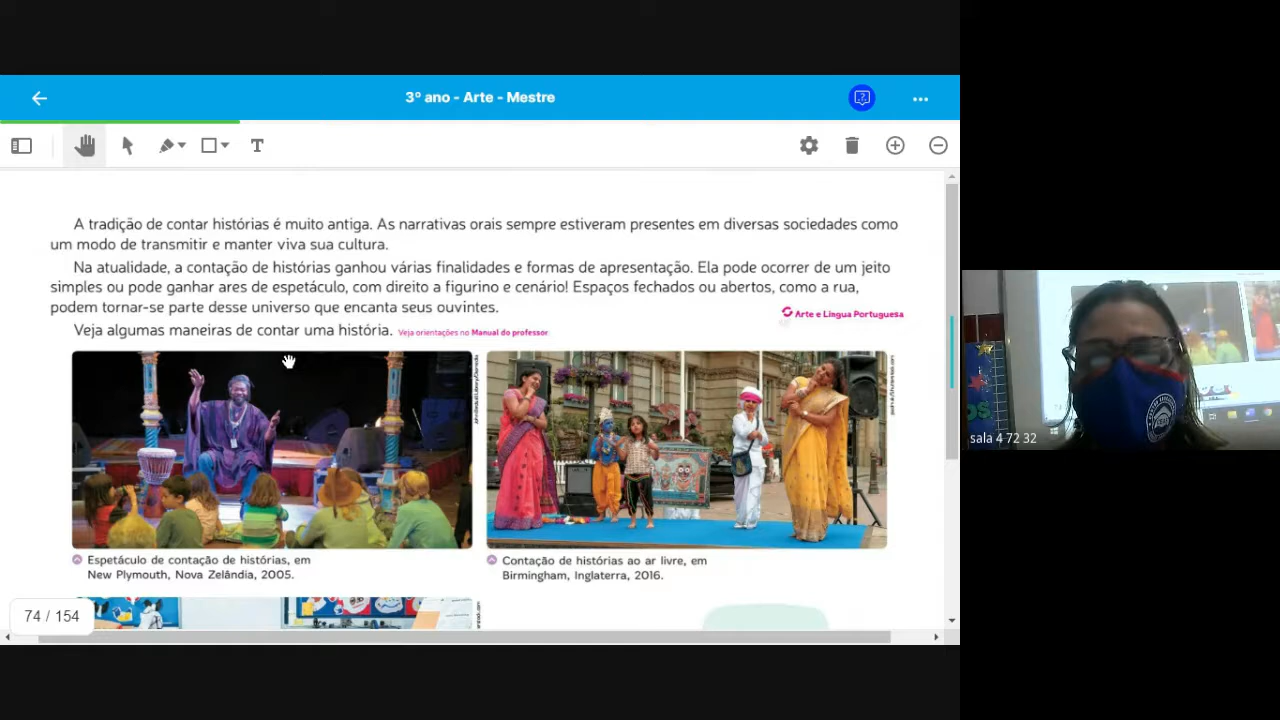 3º ano - Arte - Mestre
A tradição de contar histórias é muito antiga. As narrativas orais sempre estiveram presentes em diversas sociedades como
um modo de transmitir e manter viva sua cultura.
Na atualidade, a contação de histórias ganhou várias finalidades e formas de apresentação. Ela pode ocorrer de um jeito
simples ou pode ganhar ares de espetáculo, com direito a figurino e cenário! Espaços fechados ou abertos, como a rua,
podem tornar-se parte desse universo que encanta seus ouvintes.
Arte e Língua Portuguesa
Veja algumas maneiras de contar uma história. Veja orientações no Manual do professor
Espetáculo de contação de histórias, em
New Plymouth, Nova Zelândia, 2005.
Contação de histórias ao ar livre, em
Birmingham, Inglaterra, 2016.
74 / 154
sala 4 72 32